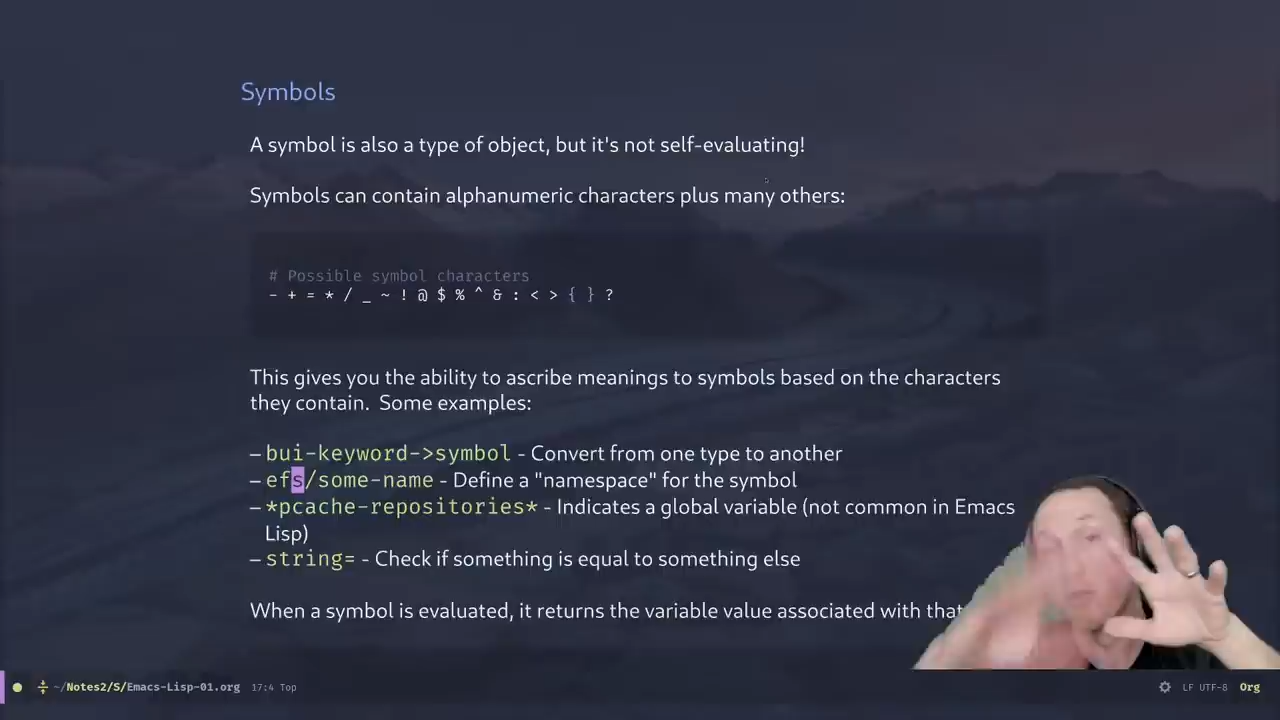 Symbols
A symbol is also a type of object, but it's not self-evaluating!
Symbols can contain alphanumeric characters plus many others:
# Possible symbol characters
- + = * / _ ~ ! @ $ % ^ & : < > { } ?
This gives you the ability to ascribe meanings to symbols based on the characters
they contain. Some examples:
– bui-keyword->symbol - Convert from one type to another
– efs/some-name - Define a "namespace" for the symbol
– *pcache-repositories* - Indicates a global variable (not common in Emacs
Lisp)
– string= - Check if something is equal to something else
When a symbol is evaluated, it returns the variable value associated with that
~/Notes2/S/Emacs-Lisp-01.org 17:4 Top LF UTF-8 Org